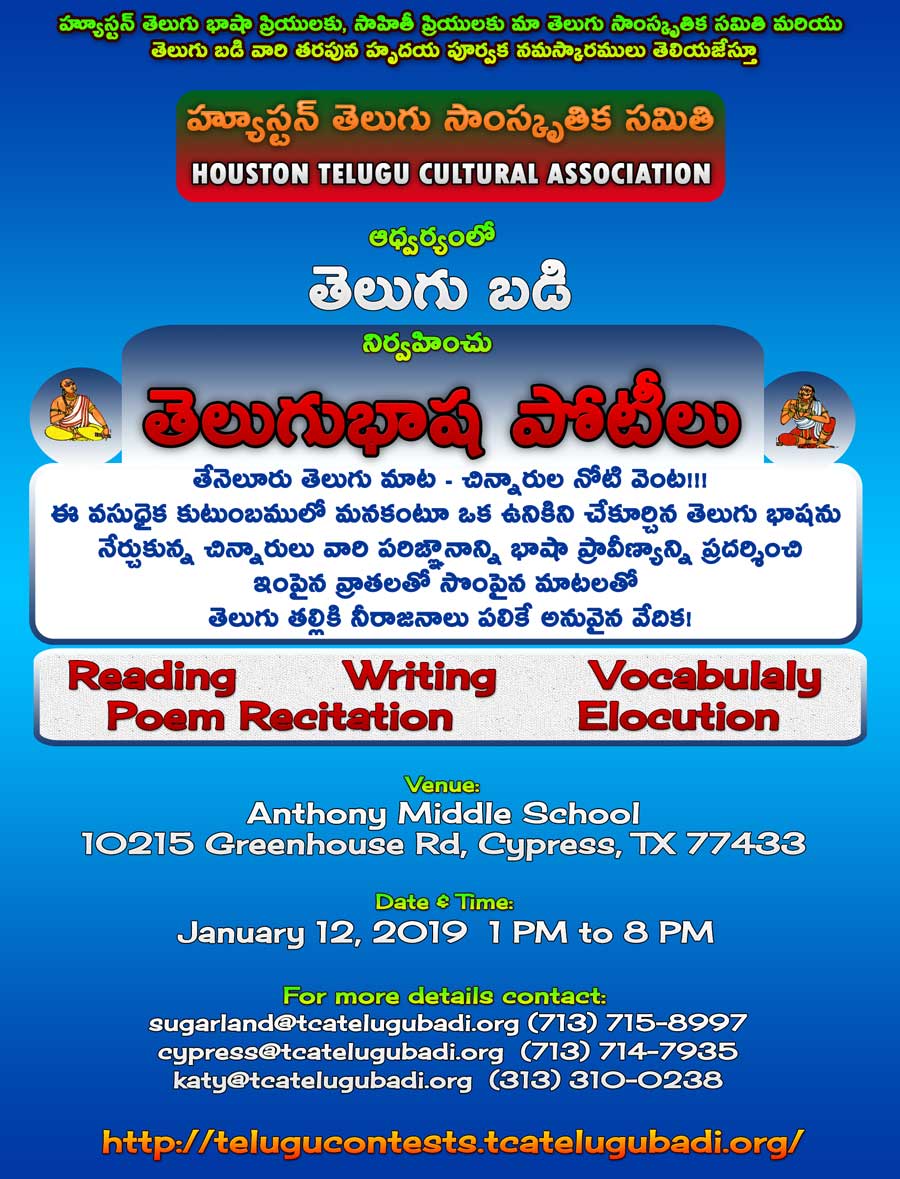 హ్యూస్టన్ తెలుగు భాషా ప్రియులకు, సాహితీ ప్రియులకు మా తెలుగు సాంస్కృతిక సమితి మరియు
తెలుగు బడి వారి తరపున హృదయ పూర్వక నమస్కారములు తెలియజేస్తూ
హ్యూస్టన్ తెలుగు సాంస్కృతిక సమితి
HOUSTON TELUGU CULTURAL ASSOCIATION
ఆధ్వర్యంలో
తెలుగు బడి
నిర్వహించు
తెలుగుభాష పోటీలు
తేనెలూరు తెలుగు మాట - చిన్నారుల నోటి వెంట!!!
ఈ వసుధైక కుటుంబములో మనకంటూ ఒక ఉనికిని చేకూర్చిన తెలుగు భాషను
నేర్చుకున్న చిన్నారులు వారి పరిజ్ఞానాన్ని భాషా ప్రావీణ్యాన్ని ప్రదర్శించి
ఇంపైన వ్రాతలతో సొంపైన మాటలతో
తెలుగు తల్లికి నీరాజనాలు పలికే అనువైన వేదిక!
Reading Writing Vocabulaly
Poem Recitation Elocution
Venue:
Anthony Middle School
10215 Greenhouse Rd, Cypress, TX 77433
Date & Time:
January 12, 2019 1 PM to 8 PM
For more details contact:
sugarland@tcatelugubadi.org (713) 715-8997
cypress@tcatelugubadi.org (713) 714-7935
katy@tcatelugubadi.org (313) 310-0238
http://telugucontests.tcatelugubadi.org/